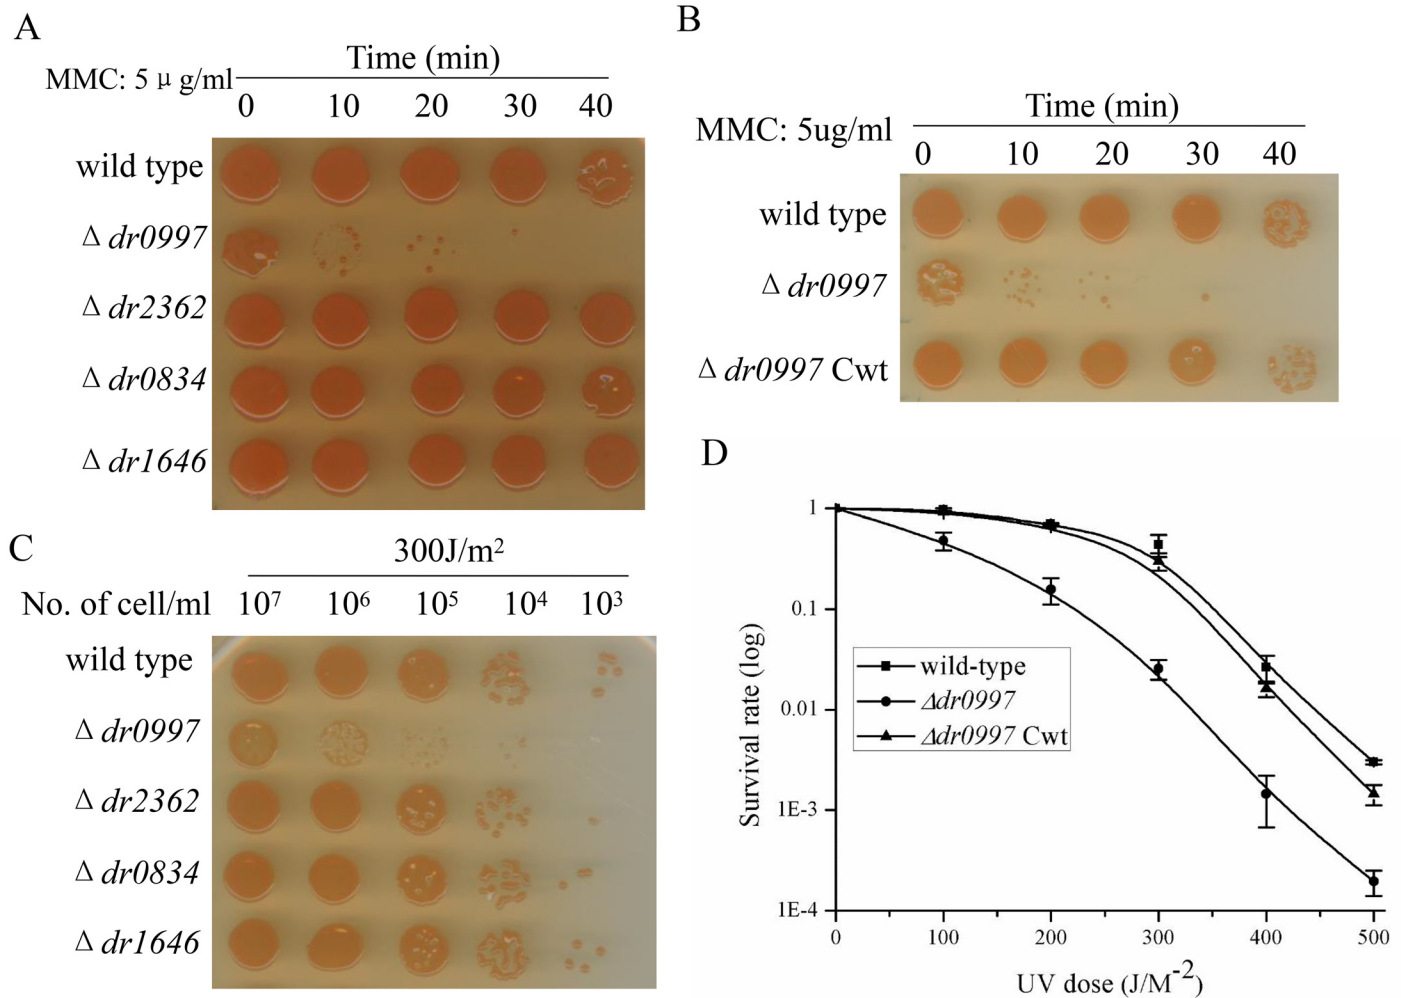 A
Time (min)
MMC: 5 μ g/ml
0 10 20 30 40
wild type
Δ dr0997
Δ dr2362
Δ dr0834
Δ dr1646
B
Time (min)
MMC: 5ug/ml
0 10 20 30 40
wild type
Δ dr0997
Δ dr0997 Cwt
C
300J/m²
No. of cell/ml 10⁷ 10⁶ 10⁵ 10⁴ 10³
wild type
Δ dr0997
Δ dr2362
Δ dr0834
Δ dr1646
D
Survival rate (log)
1
0.1
0.01
1E-3
1E-4
wild-type
Δdr0997
Δdr0997 Cwt
0 100 200 300 400 500
UV dose (J/M⁻²)